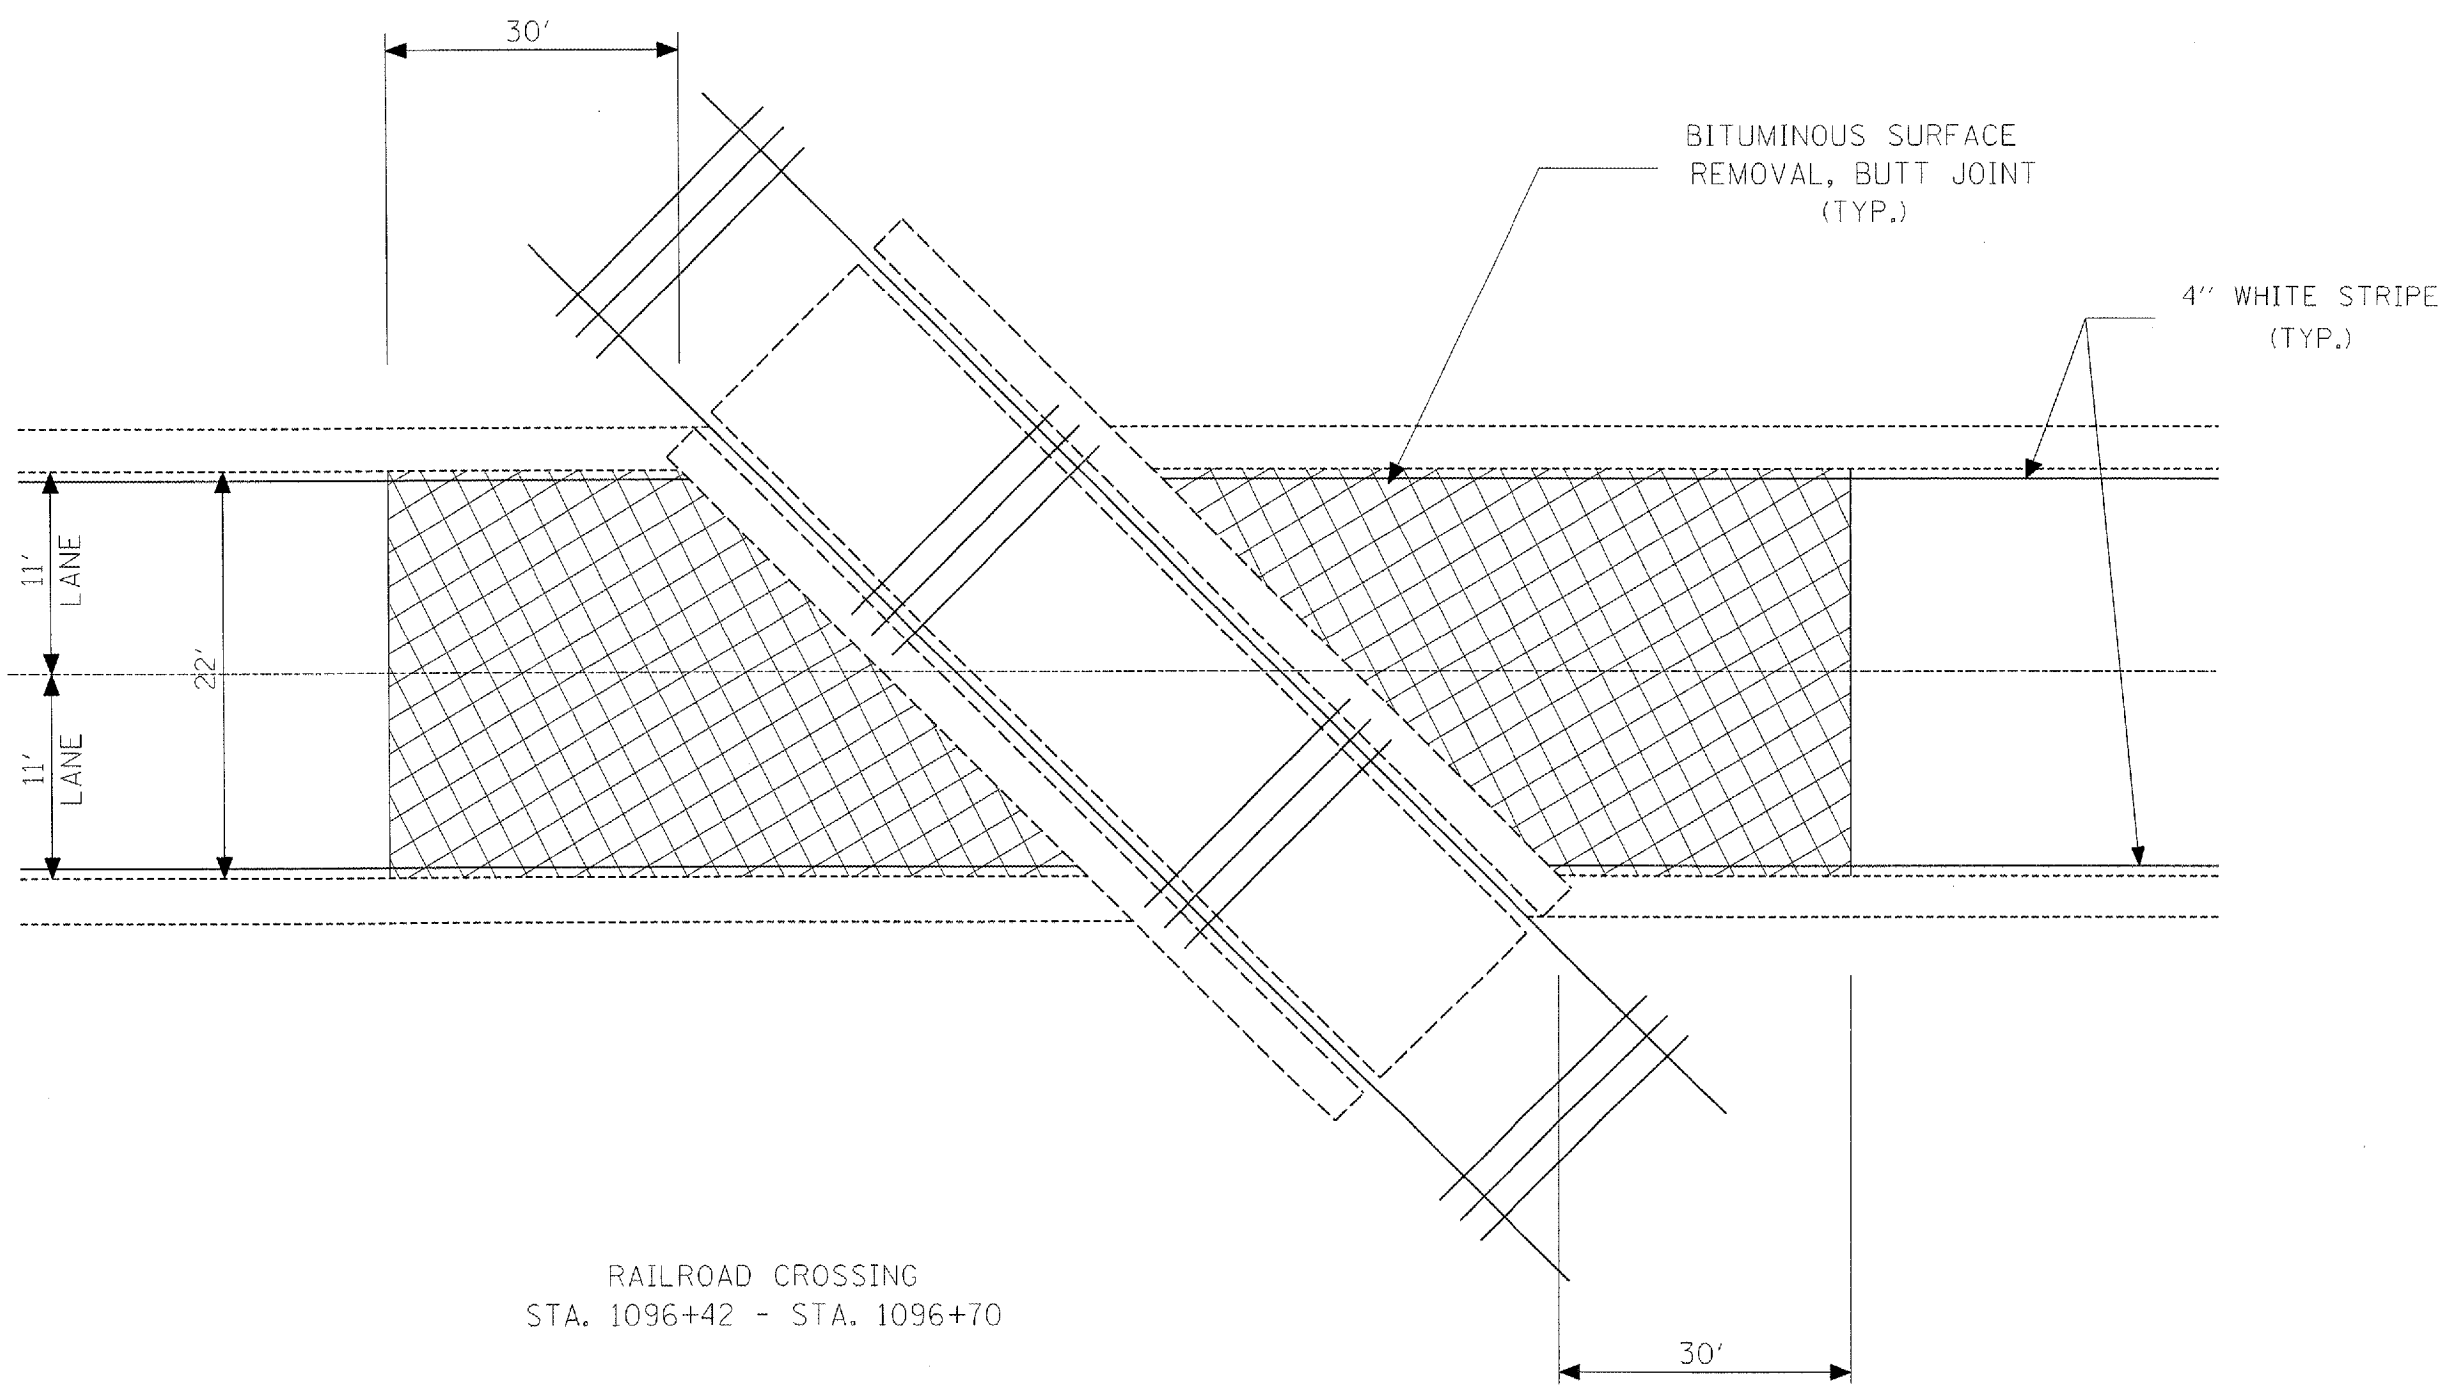 30'
BITUMINOUS SURFACE
REMOVAL, BUTT JOINT
(TYP.)
4" WHITE STRIPE
(TYP.)
11'
LANE
22'
11'
LANE
RAILROAD CROSSING
STA. 1096+42 - STA. 1096+70
30'